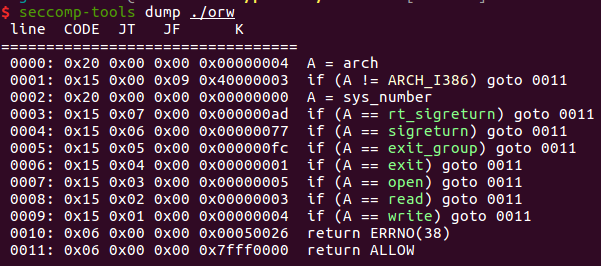 $ seccomp-tools dump ./orw
line CODE JT JF K
=================================
0000: 0x20 0x00 0x00 0x00000004 A = arch
0001: 0x15 0x00 0x09 0x40000003 if (A != ARCH_I386) goto 0011
0002: 0x20 0x00 0x00 0x00000000 A = sys_number
0003: 0x15 0x07 0x00 0x000000ad if (A == rt_sigreturn) goto 0011
0004: 0x15 0x06 0x00 0x00000077 if (A == sigreturn) goto 0011
0005: 0x15 0x05 0x00 0x000000fc if (A == exit_group) goto 0011
0006: 0x15 0x04 0x00 0x00000001 if (A == exit) goto 0011
0007: 0x15 0x03 0x00 0x00000005 if (A == open) goto 0011
0008: 0x15 0x02 0x00 0x00000003 if (A == read) goto 0011
0009: 0x15 0x01 0x00 0x00000004 if (A == write) goto 0011
0010: 0x06 0x00 0x00 0x00050026 return ERRNO(38)
0011: 0x06 0x00 0x00 0x7fff0000 return ALLOW